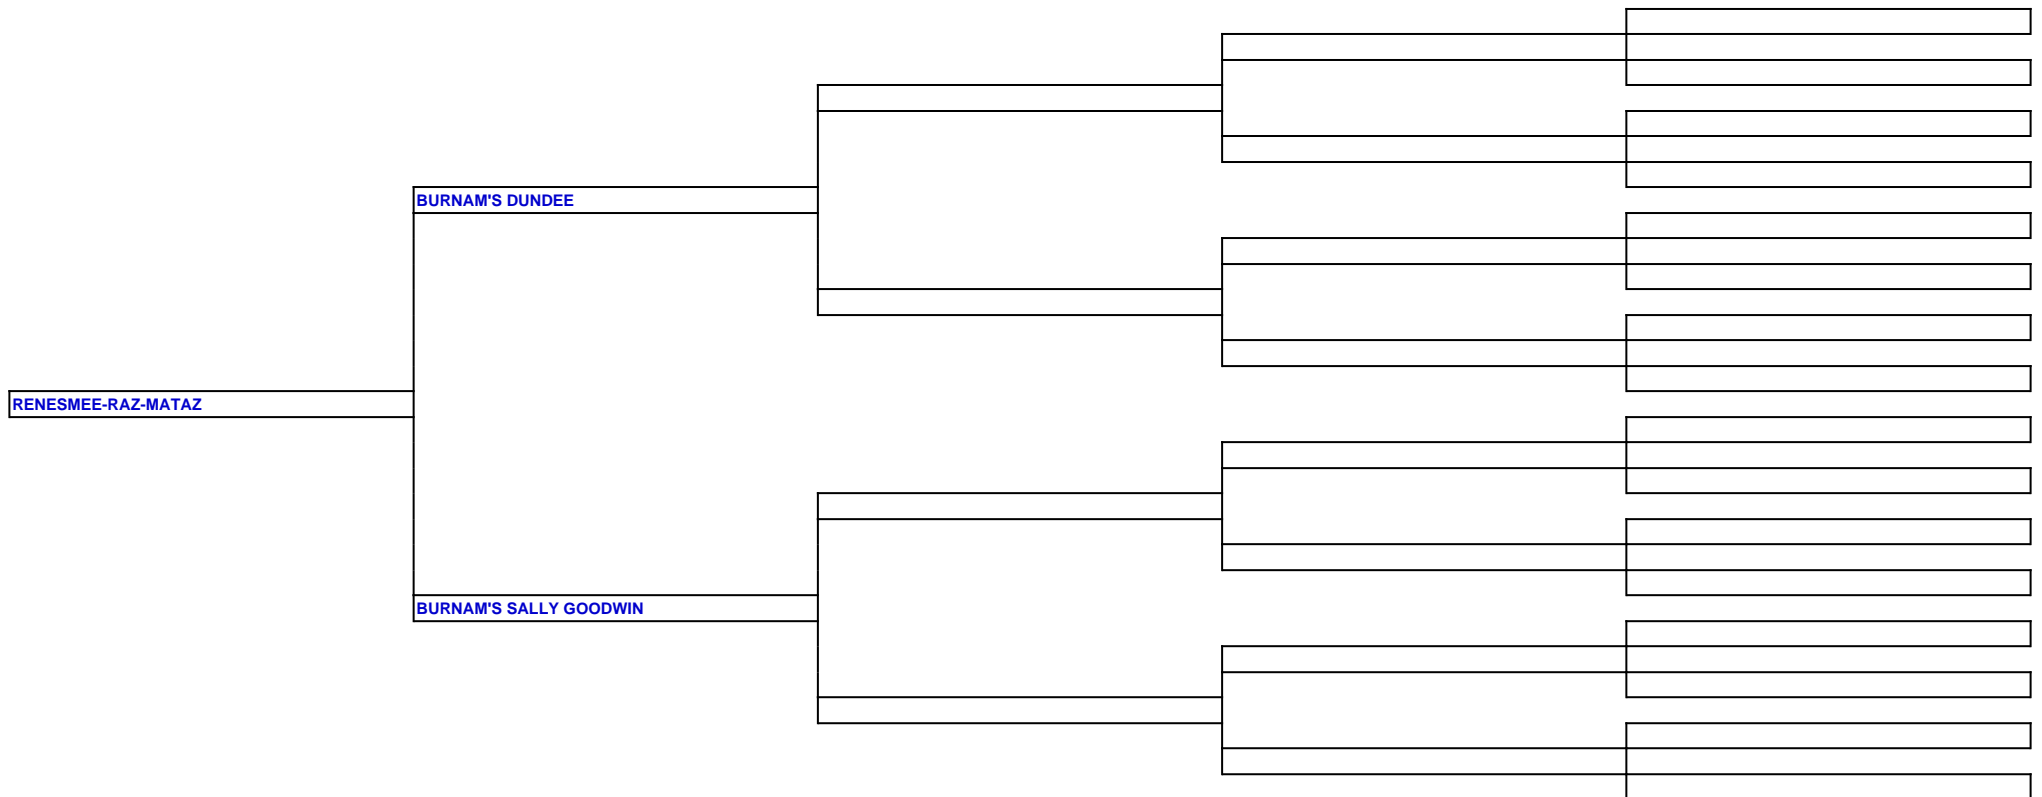 BURNAM'S DUNDEE
RENESMEE-RAZ-MATAZ
BURNAM'S SALLY GOODWIN